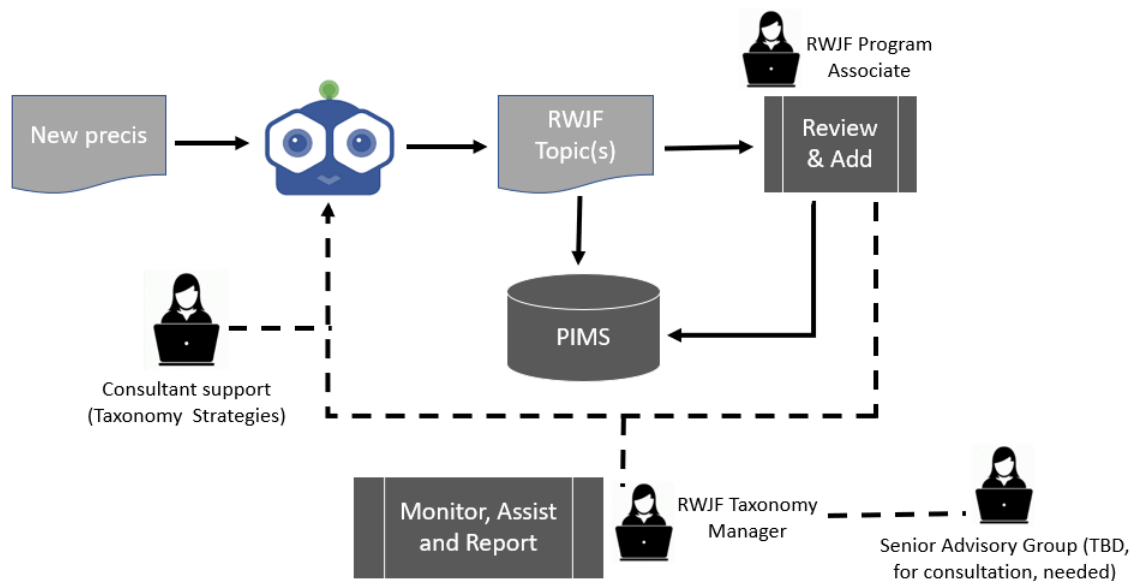 RWJF Program
Associate
New precis
RWJF
Topic(s)
Review
& Add
PIMS
Consultant support
(Taxonomy Strategies)
Monitor, Assist
and Report
RWJF Taxonomy
Manager
Senior Advisory Group (TBD,
for consultation, needed)